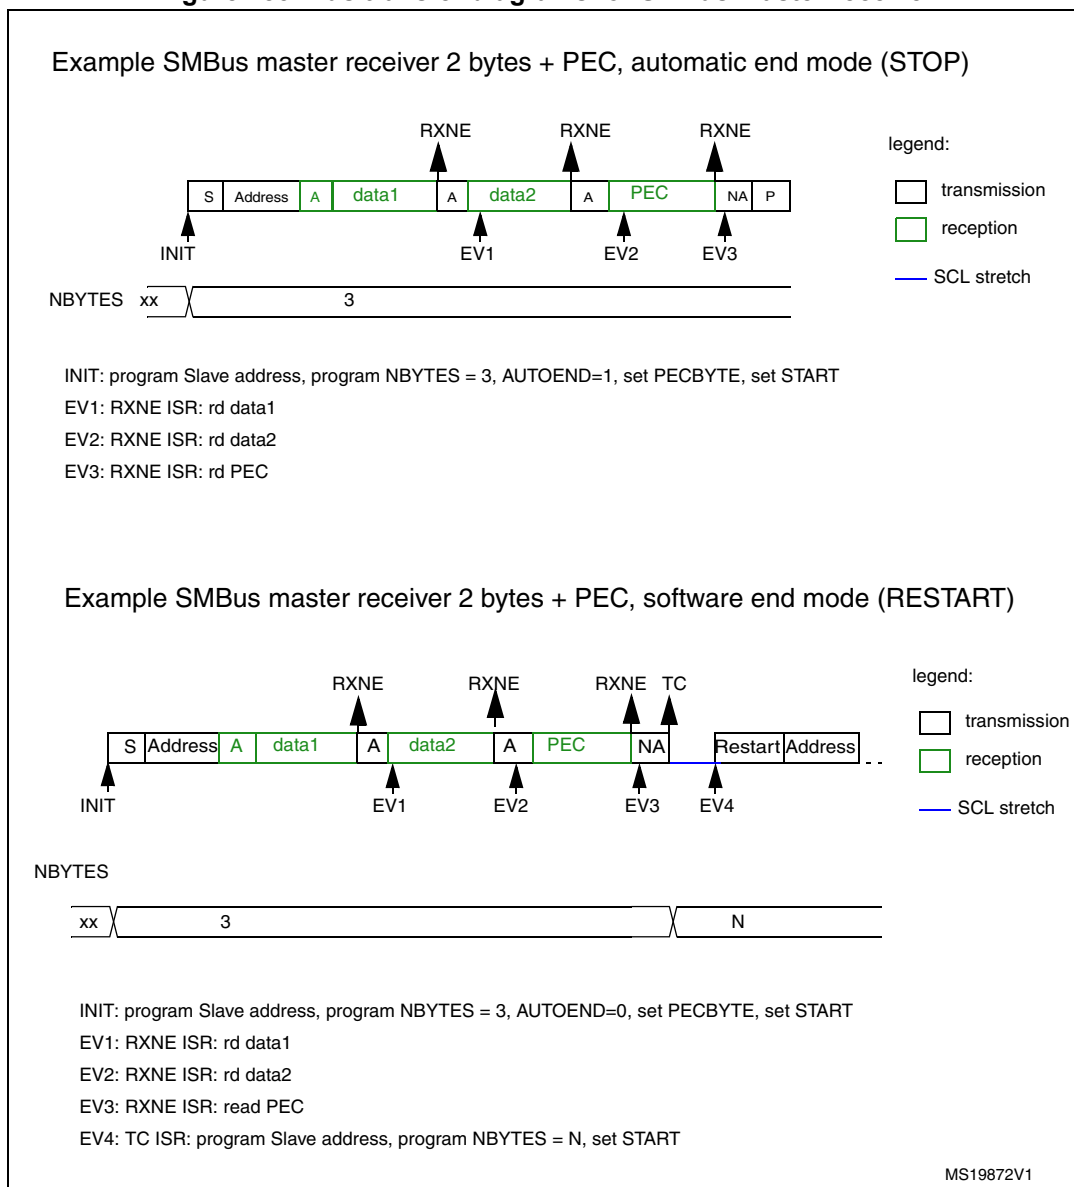 Example SMBus master receiver 2 bytes + PEC, automatic end mode (STOP)
RXNE RXNE RXNE
legend:
S Address A data1 A data2 A PEC NA P
transmission
reception
INIT EV1 EV2 EV3
SCL stretch
NBYTES xx 3
INIT: program Slave address, program NBYTES = 3, AUTOEND=1, set PECBYTE, set START
EV1: RXNE ISR: rd data1
EV2: RXNE ISR: rd data2
EV3: RXNE ISR: rd PEC
Example SMBus master receiver 2 bytes + PEC, software end mode (RESTART)
RXNE RXNE RXNE TC
legend:
transmission
S Address A data1 A data2 A PEC NA Restart Address
reception
INIT EV1 EV2 EV3 EV4
SCL stretch
NBYTES
xx 3 N
INIT: program Slave address, program NBYTES = 3, AUTOEND=0, set PECBYTE, set START
EV1: RXNE ISR: rd data1
EV2: RXNE ISR: rd data2
EV3: RXNE ISR: read PEC
EV4: TC ISR: program Slave address, program NBYTES = N, set START
MS19872V1